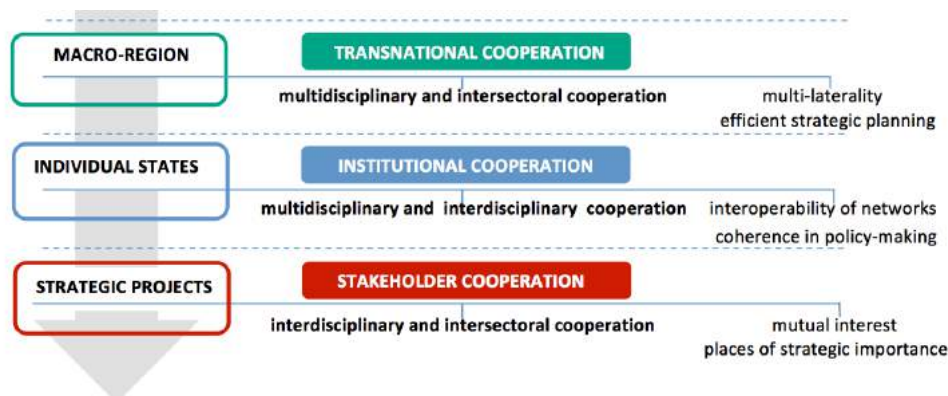 MACRO-REGION
TRANSNATIONAL COOPERATION
multidisciplinary and intersectoral cooperation
multi-laterality
efficient strategic planning
INDIVIDUAL STATES
INSTITUTIONAL COOPERATION
multidisciplinary and interdisciplinary cooperation
interoperability of networks
coherence in policy-making
STRATEGIC PROJECTS
STAKEHOLDER COOPERATION
interdisciplinary and intersectoral cooperation
mutual interest
places of strategic importance